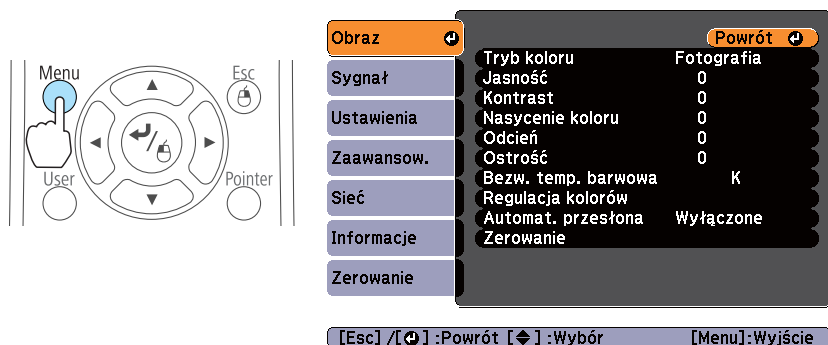 Menu
Esc
User
Pointer
Obraz
Sygnał
Ustawienia
Zaawansow.
Sieć
Informacje
Zerowanie
Powrót
Tryb koloru Fotografia
Jasność 0
Kontrast 0
Nasycenie koloru 0
Odcień 0
Ostrość 0
Bezw. temp. barwowa K
Regulacja kolorów
Automat. przesłona Wyłączone
Zerowanie
[Esc] /[ ] :Powrót [ ] :Wybór [Menu]:Wyjście